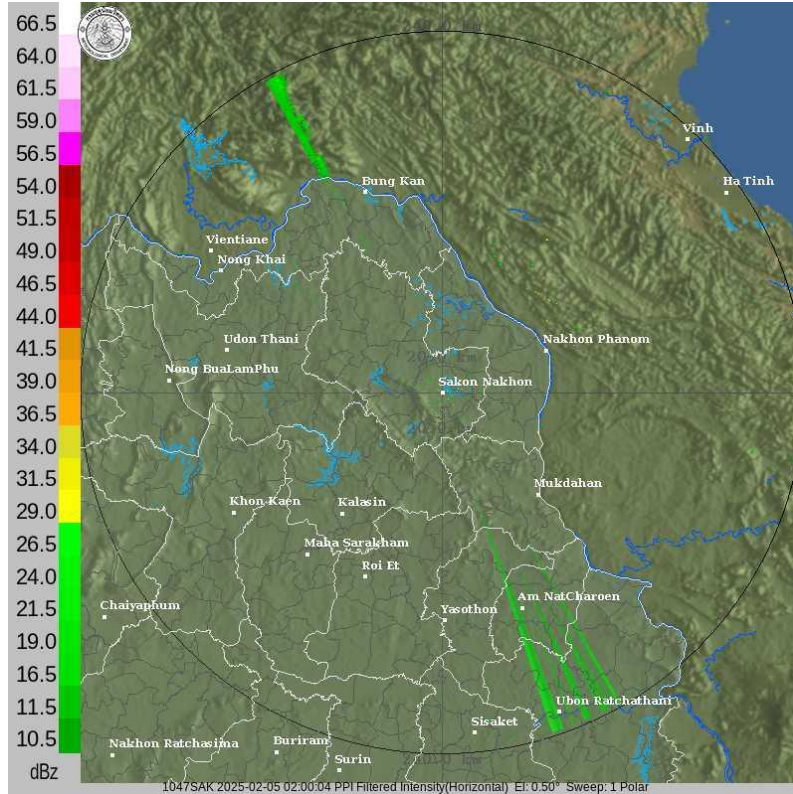 66.5
64.0
61.5
59.0
56.5
54.0
51.5
49.0
46.5
44.0
41.5
39.0
36.5
34.0
31.5
29.0
26.5
24.0
21.5
19.0
16.5
11.5
10.5
dBz
Vinh
Bung Kan
Ha Tinh
Vientiane
Nong Khai
Udon Thani
Nakhon Phanom
Nong BuaLamPhu
Sakon Nakhon
Mukdahan
Khon Kaen
Kalasin
Maha Sarakham
Roi Et
Chaiyaphum
Yasothon
Am NatCharoen
Ubon Ratchathani
Sisaket
Nakhon Ratchasima
Buriram
Surin
1047SAK 2025-02-05 02:00:04 PPI Filtered Intensity(Horizontal) El: 0.50° Sweep: 1 Polar